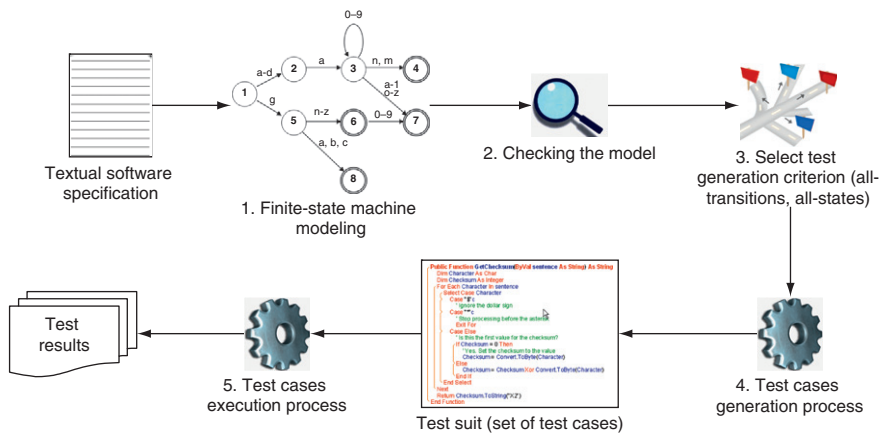 0–9
a-d
2
a
3
n, m
4
1
g
a-1
o-z
5
n-z
6
0–9
7
a, b, c
8
Textual software
specification
1. Finite-state machine
modeling
2. Checking the model
3. Select test
generation criterion (all-
transitions, all-states)
Public Function GetChecksum(ByVal sentence As String) As String
Dim Character As Char
Dim Checksum As Integer
For Each Character In sentence
Select Case Character
Case "$"c
' Ignore the dollar sign
Case "*"c
' Stop processing before the asterisk
Exit For
Case Else
' Is this the first value for the checksum?
If Checksum = 0 Then
' Yes. Set the checksum to the value
Checksum = Convert.ToByte(Character)
Else
Checksum = Checksum Xor Convert.ToByte(Character)
End If
End Select
Next
Return Checksum.ToString("X2")
End Function
Test
results
5. Test cases
execution process
Test suit (set of test cases)
4. Test cases
generation process